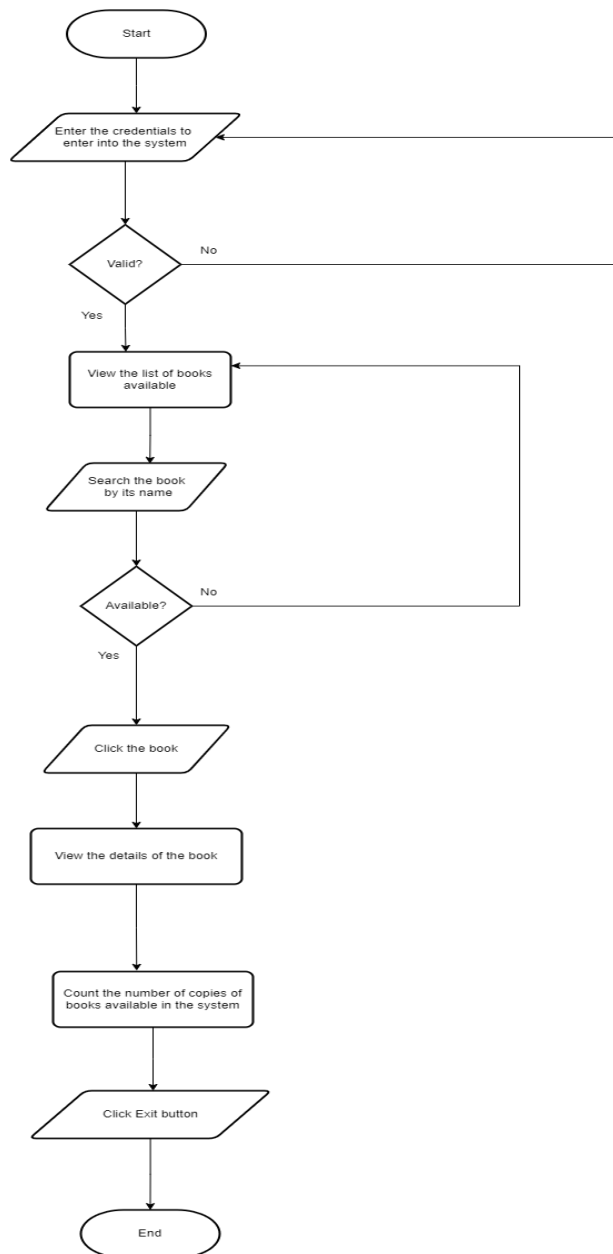 Start
Enter the credentials to
enter into the system
Valid?
No
Yes
View the list of books
available
Search the book
by its name
Available?
No
Yes
Click the book
View the details of the book
Count the number of copies of
books available in the system
Click Exit button
End